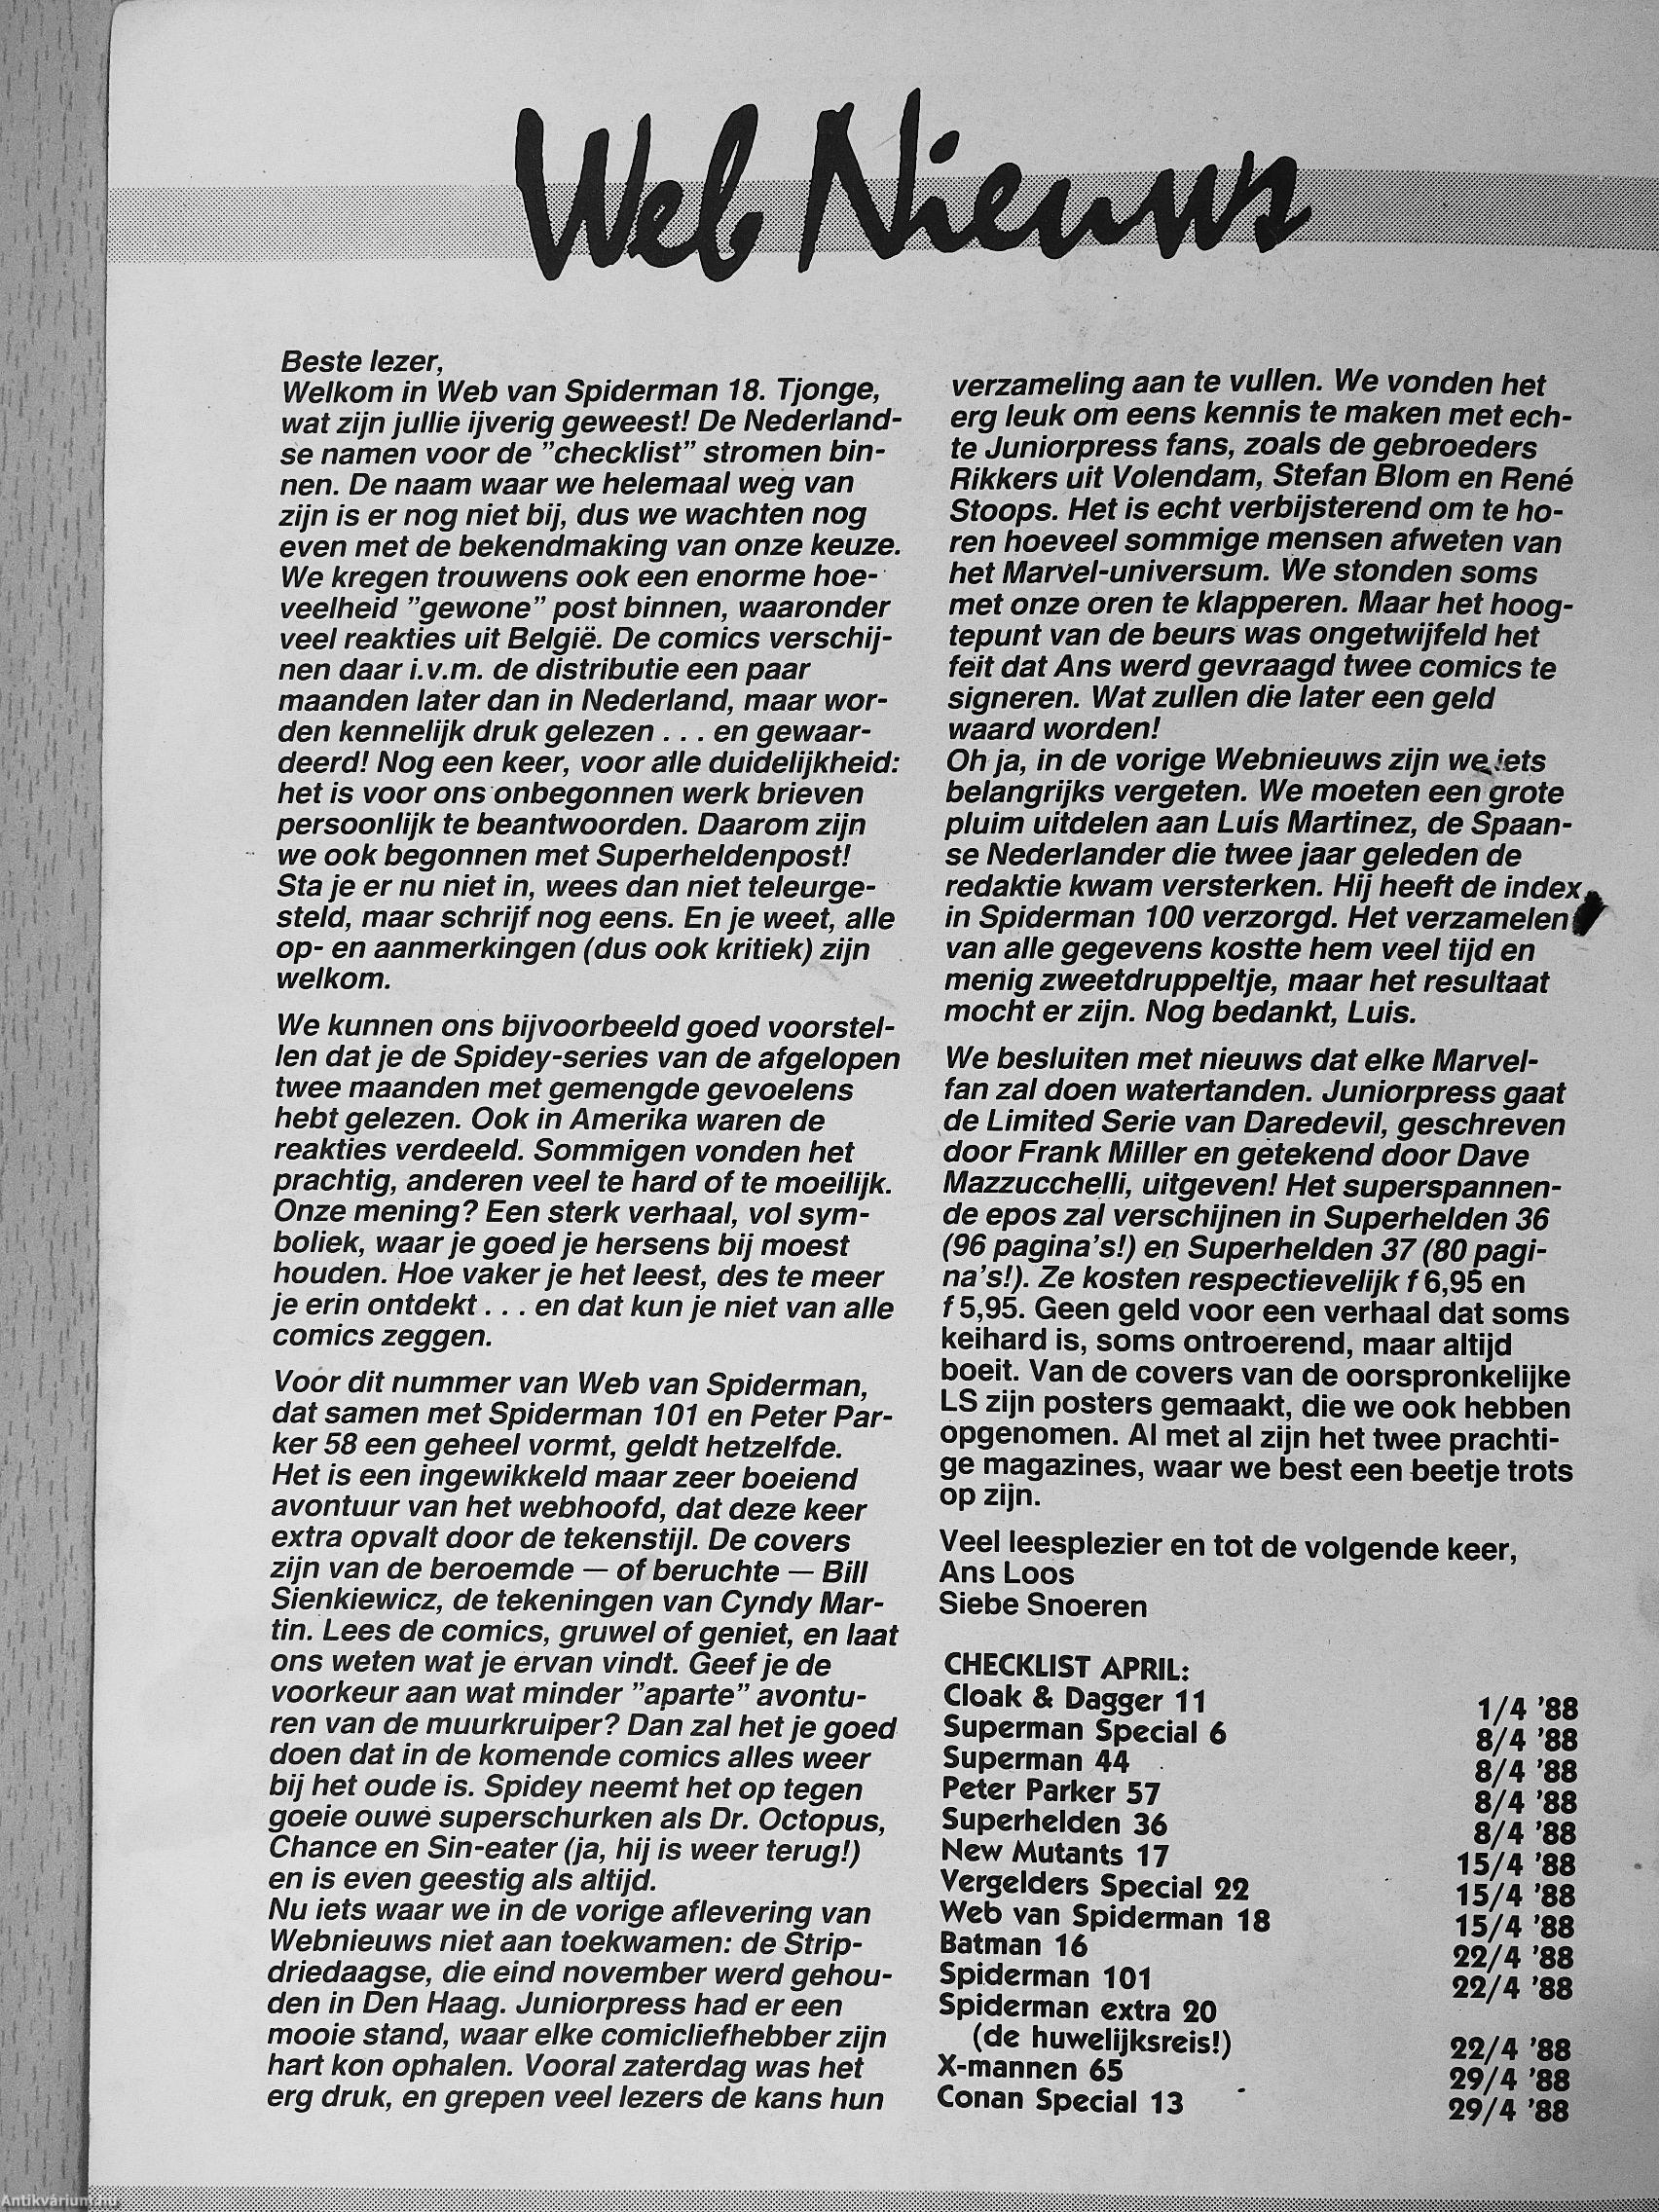 Web Nieuws
Beste lezer,
Welkom in Web van Spiderman 18. Tjonge,
wat zijn jullie ijverig geweest! De Nederland-
se namen voor de ”checklist” stromen bin-
nen. De naam waar we helemaal weg van
zijn is er nog niet bij, dus we wachten nog
even met de bekendmaking van onze keuze.
We kregen trouwens ook een enorme hoe-
veelheid ”gewone” post binnen, waaronder
veel reakties uit België. De comics verschij-
nen daar i.v.m. de distributie een paar
maanden later dan in Nederland, maar wor-
den kennelijk druk gelezen . . . en gewaar-
deerd! Nog een keer, voor alle duidelijkheid:
het is voor ons onbegonnen werk brieven
persoonlijk te beantwoorden. Daarom zijn
we ook begonnen met Superheldenpost!
Sta je er nu niet in, wees dan niet teleurge-
steld, maar schrijf nog eens. En je weet, alle
op- en aanmerkingen (dus ook kritiek) zijn
welkom.
We kunnen ons bijvoorbeeld goed voorstel-
len dat je de Spidey-series van de afgelopen
twee maanden met gemengde gevoelens
hebt gelezen. Ook in Amerika waren de
reakties verdeeld. Sommigen vonden het
prachtig, anderen veel te hard of te moeilijk.
Onze mening? Een sterk verhaal, vol sym-
boliek, waar je goed je hersens bij moest
houden. Hoe vaker je het leest, des te meer
je erin ontdekt . . . en dat kun je niet van alle
comics zeggen.
Voor dit nummer van Web van Spiderman,
dat samen met Spiderman 101 en Peter Par-
ker 58 een geheel vormt, geldt hetzelfde.
Het is een ingewikkeld maar zeer boeiend
avontuur van het webhoofd, dat deze keer
extra opvalt door de tekenstijl. De covers
zijn van de beroemde — of beruchte — Bill
Sienkiewicz, de tekeningen van Cyndy Mar-
tin. Lees de comics, gruwel of geniet, en laat
ons weten wat je ervan vindt. Geef je de
voorkeur aan wat minder ”aparte” avontu-
ren van de muurkruiper? Dan zal het je goed
doen dat in de komende comics alles weer
bij het oude is. Spidey neemt het op tegen
goeie ouwe superschurken als Dr. Octopus,
Chance en Sin-eater (ja, hij is weer terug!)
en is even geestig als altijd.
Nu iets waar we in de vorige aflevering van
Webnieuws niet aan toekwamen: de Strip-
driedaagse, die eind november werd gehou-
den in Den Haag. Juniorpress had er een
mooie stand, waar elke comicliefhebber zijn
hart kon ophalen. Vooral zaterdag was het
erg druk, en grepen veel lezers de kans hun
verzameling aan te vullen. We vonden het
erg leuk om eens kennis te maken met ech-
te Juniorpress fans, zoals de gebroeders
Rikkers uit Volendam, Stefan Blom en René
Stoops. Het is echt verbijsterend om te ho-
ren hoeveel sommige mensen afweten van
het Marvel-universum. We stonden soms
met onze oren te klapperen. Maar het hoog-
tepunt van de beurs was ongetwijfeld het
feit dat Ans werd gevraagd twee comics te
signeren. Wat zullen die later een geld
waard worden!
Oh ja, in de vorige Webnieuws zijn we iets
belangrijks vergeten. We moeten een grote
pluim uitdelen aan Luis Martinez, de Spaan-
se Nederlander die twee jaar geleden de
redaktie kwam versterken. Hij heeft de index
in Spiderman 100 verzorgd. Het verzamelen
van alle gegevens kostte hem veel tijd en
menig zweetdruppeltje, maar het resultaat
mocht er zijn. Nog bedankt, Luis.
We besluiten met nieuws dat elke Marvel-
fan zal doen watertanden. Juniorpress gaat
de Limited Serie van Daredevil, geschreven
door Frank Miller en getekend door Dave
Mazzucchelli, uitgeven! Het superspannen-
de epos zal verschijnen in Superhelden 36
(96 pagina's!) en Superhelden 37 (80 pagi-
na's!). Ze kosten respectievelijk f 6,95 en
f 5,95. Geen geld voor een verhaal dat soms
keihard is, soms ontroerend, maar altijd
boeit. Van de covers van de oorspronkelijke
LS zijn posters gemaakt, die we ook hebben
opgenomen. Al met al zijn het twee prachti-
ge magazines, waar we best een beetje trots
op zijn.
Veel leesplezier en tot de volgende keer,
Ans Loos
Siebe Snoeren
CHECKLIST APRIL:
Cloak & Dagger 11 1/4 '88
Superman Special 6 8/4 '88
Superman 44 8/4 '88
Peter Parker 57 8/4 '88
Superhelden 36 8/4 '88
New Mutants 17 15/4 '88
Vergelders Special 22 15/4 '88
Web van Spiderman 18 15/4 '88
Batman 16 22/4 '88
Spiderman 101 22/4 '88
Spiderman extra 20
(de huwelijksreis!) 22/4 '88
X-mannen 65 29/4 '88
Conan Special 13 29/4 '88
Antikvárium.hu